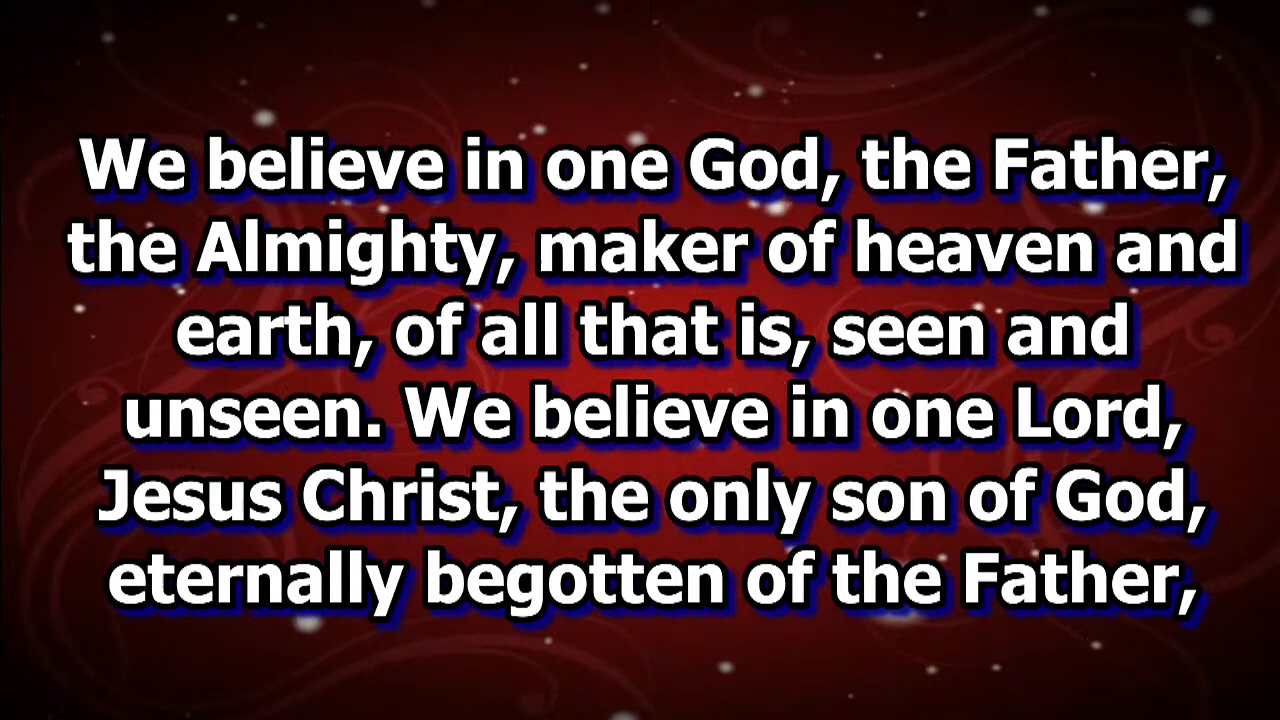 We believe in one God, the Father,
the Almighty, maker of heaven and
earth, of all that is, seen and
unseen. We believe in one Lord,
Jesus Christ, the only son of God,
eternally begotten of the Father,